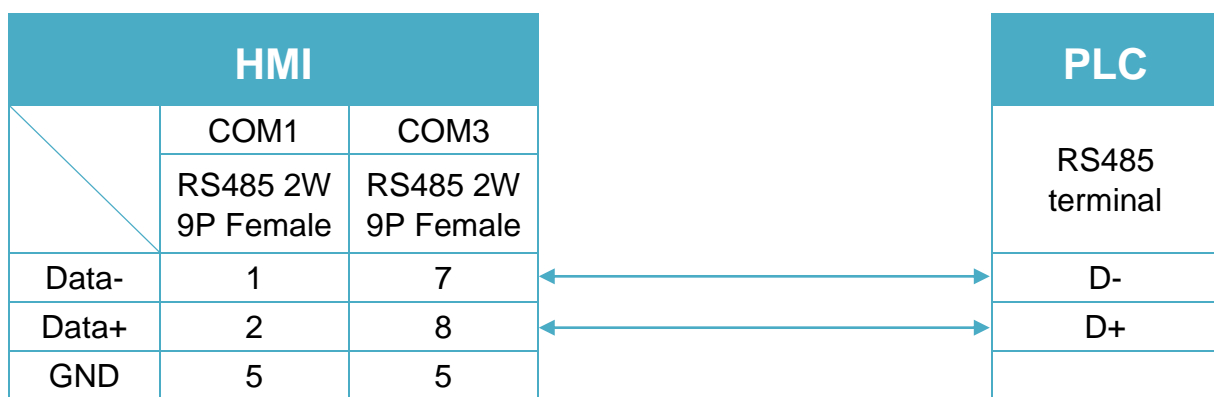 HMI PLC
COM1 COM3
RS485 2W RS485 2W RS485
9P Female 9P Female terminal
Data- 1 7 D-
Data+ 2 8 D+
GND 5 5